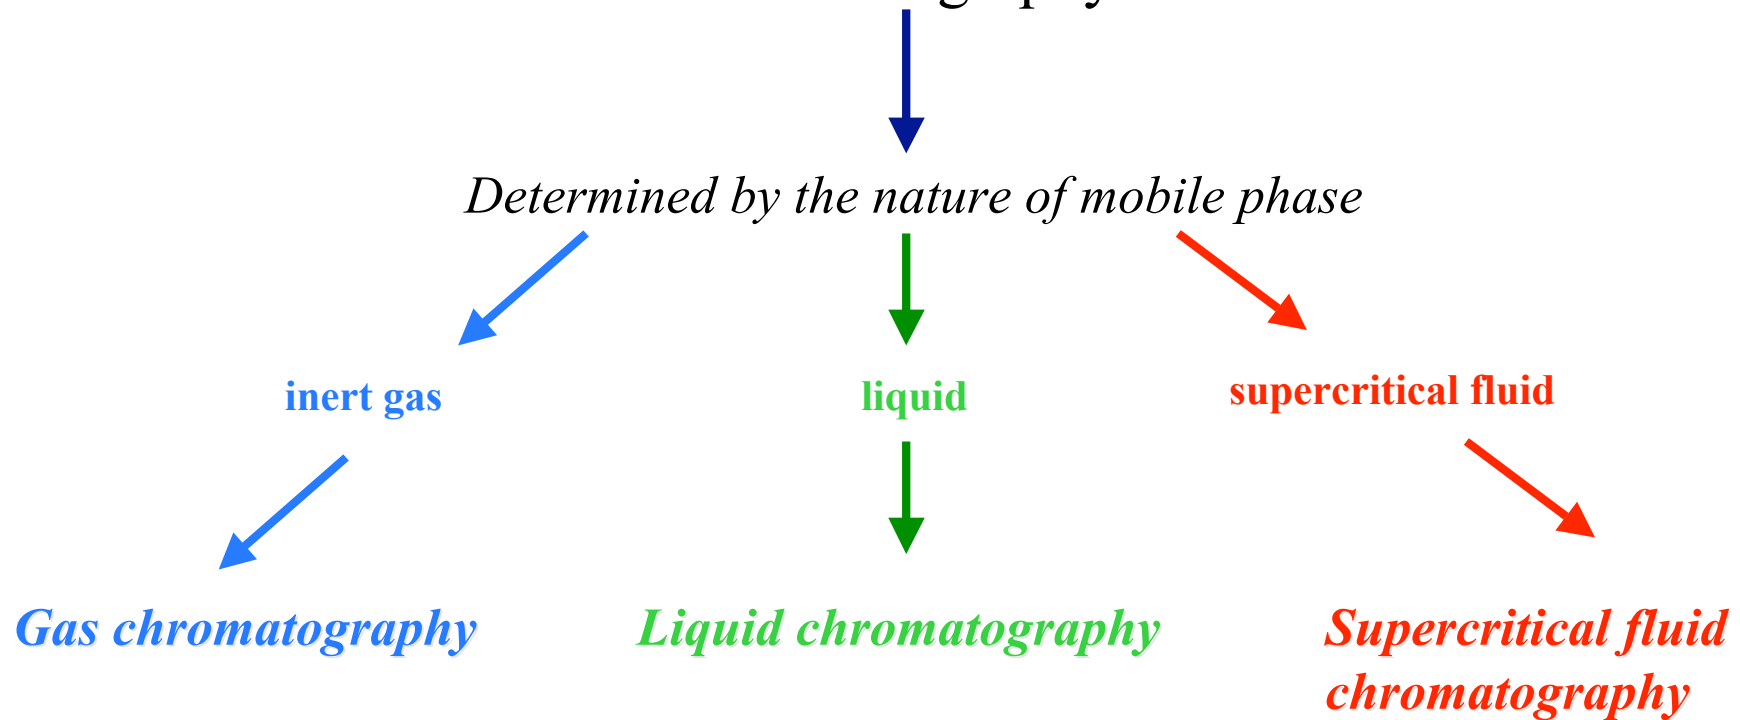 Determined by the nature of mobile phase
inert gas
liquid
supercritical fluid
Gas chromatography
Liquid chromatography
Supercritical fluid
chromatography